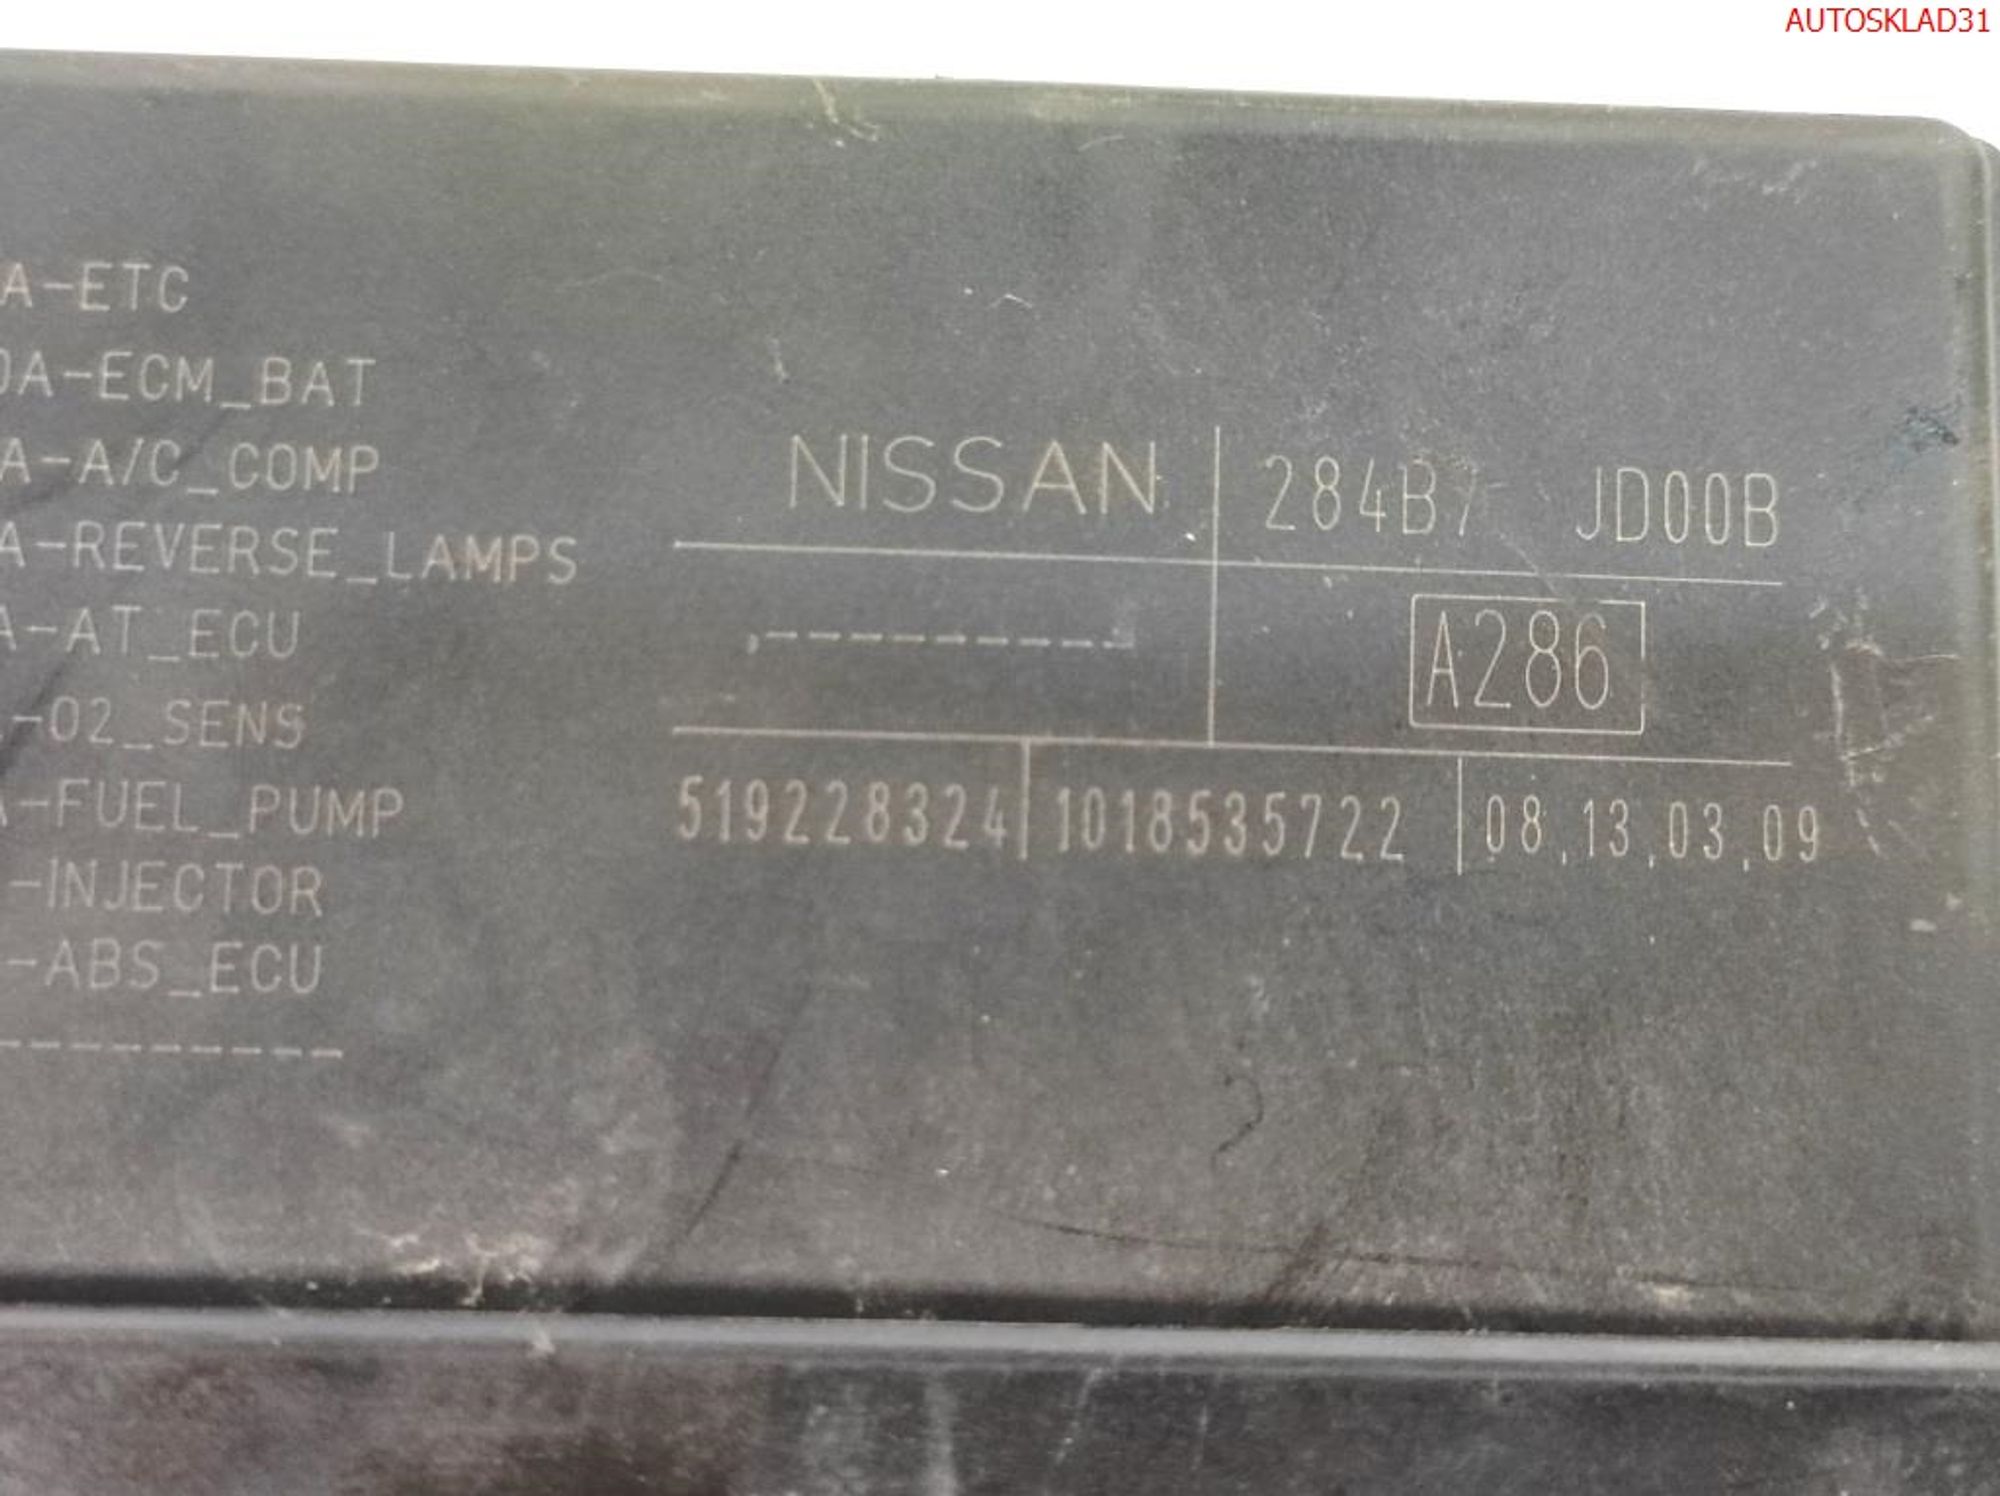 AUTOSKLAD31
A-ETC
0A-ECM_BAT
A-A/C_COMP
A-REVERSE_LAMPS
A-AT_ECU
-O2_SENS
A-FUEL_PUMP
-INJECTOR
-ABS_ECU
----------
NISSAN 284B7 JD00B
A286
519228324 1018535722 08,13,03,09